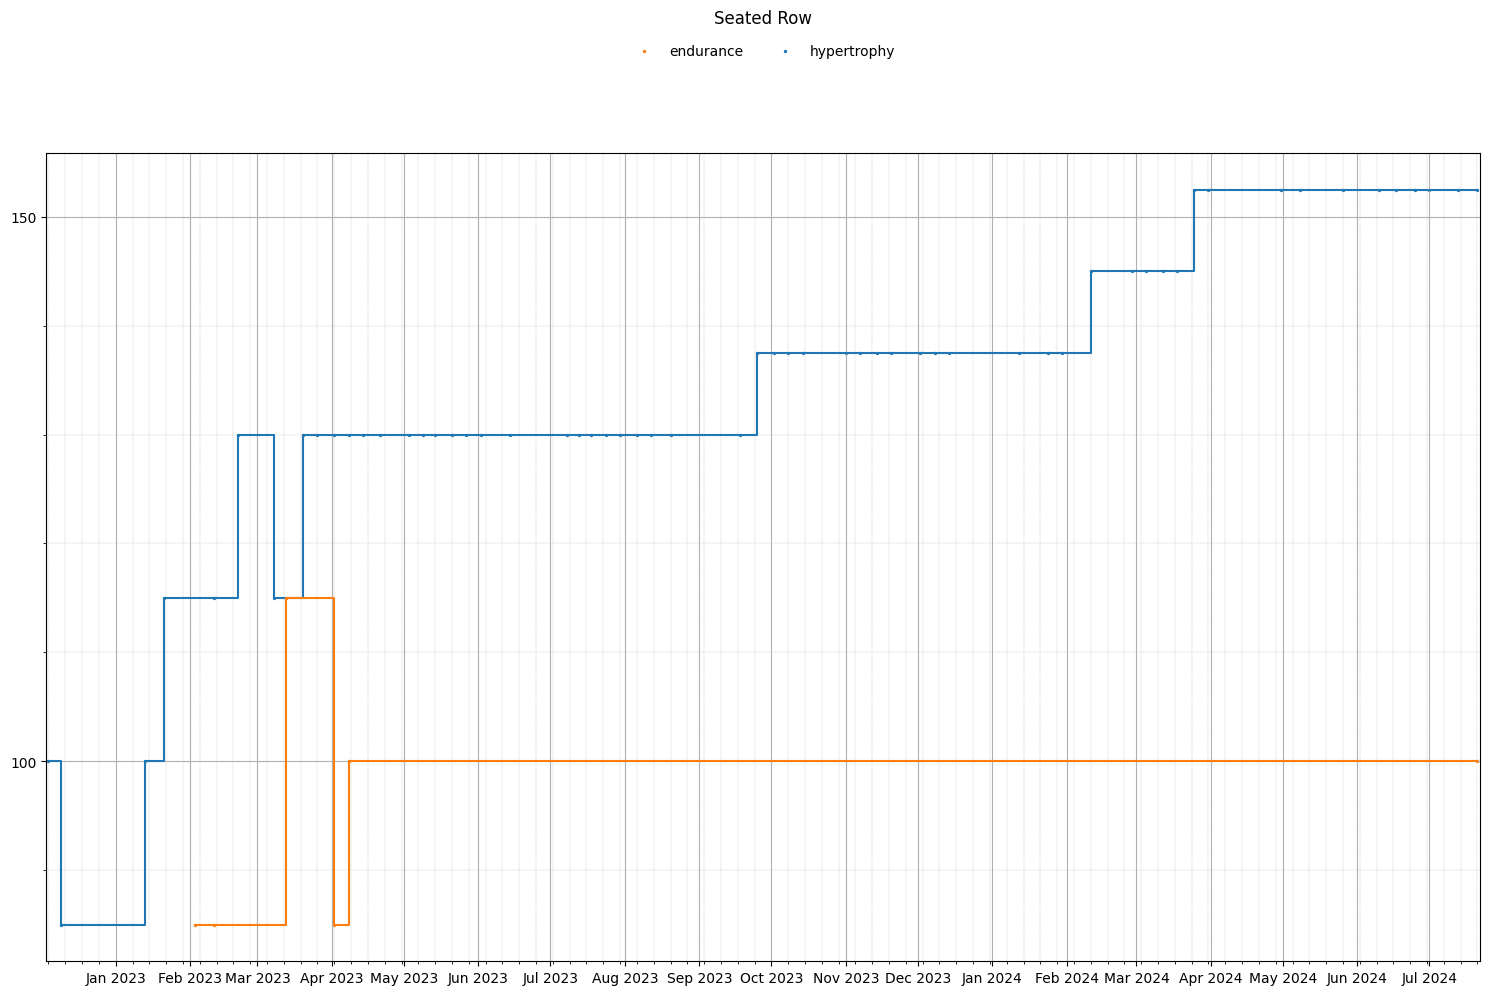 Seated Row
endurance hypertrophy
150
100
Jan 2023 Feb 2023 Mar 2023 Apr 2023 May 2023 Jun 2023 Jul 2023 Aug 2023 Sep 2023 Oct 2023 Nov 2023 Dec 2023 Jan 2024 Feb 2024 Mar 2024 Apr 2024 May 2024 Jun 2024 Jul 2024